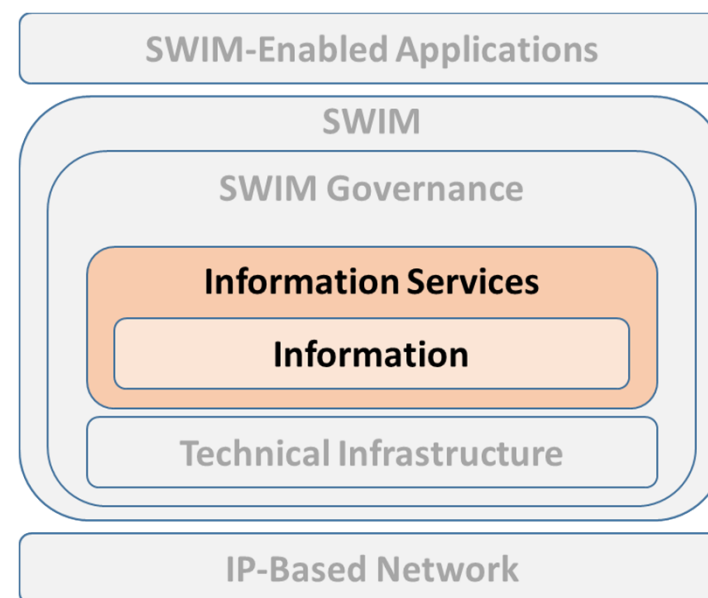 SWIM-Enabled Applications
SWIM
SWIM Governance
Information Services
Information
Technical Infrastructure
IP-Based Network